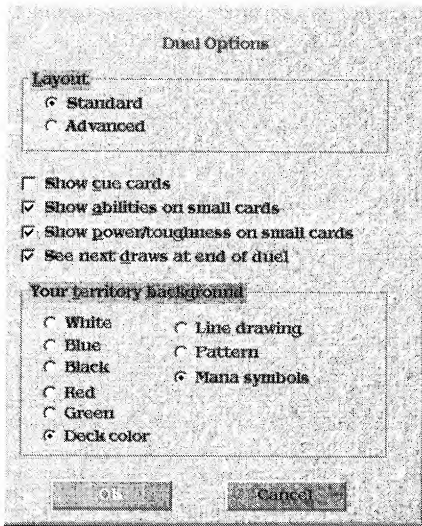 Duel Options
Layout
Standard
Advanced
Show cue cards
Show abilities on small cards
Show power/toughness on small cards
See next draws at end of duel
Your territory background
White
Blue
Black
Red
Green
Deck color
Line drawing
Pattern
Mana symbols
OK
Cancel